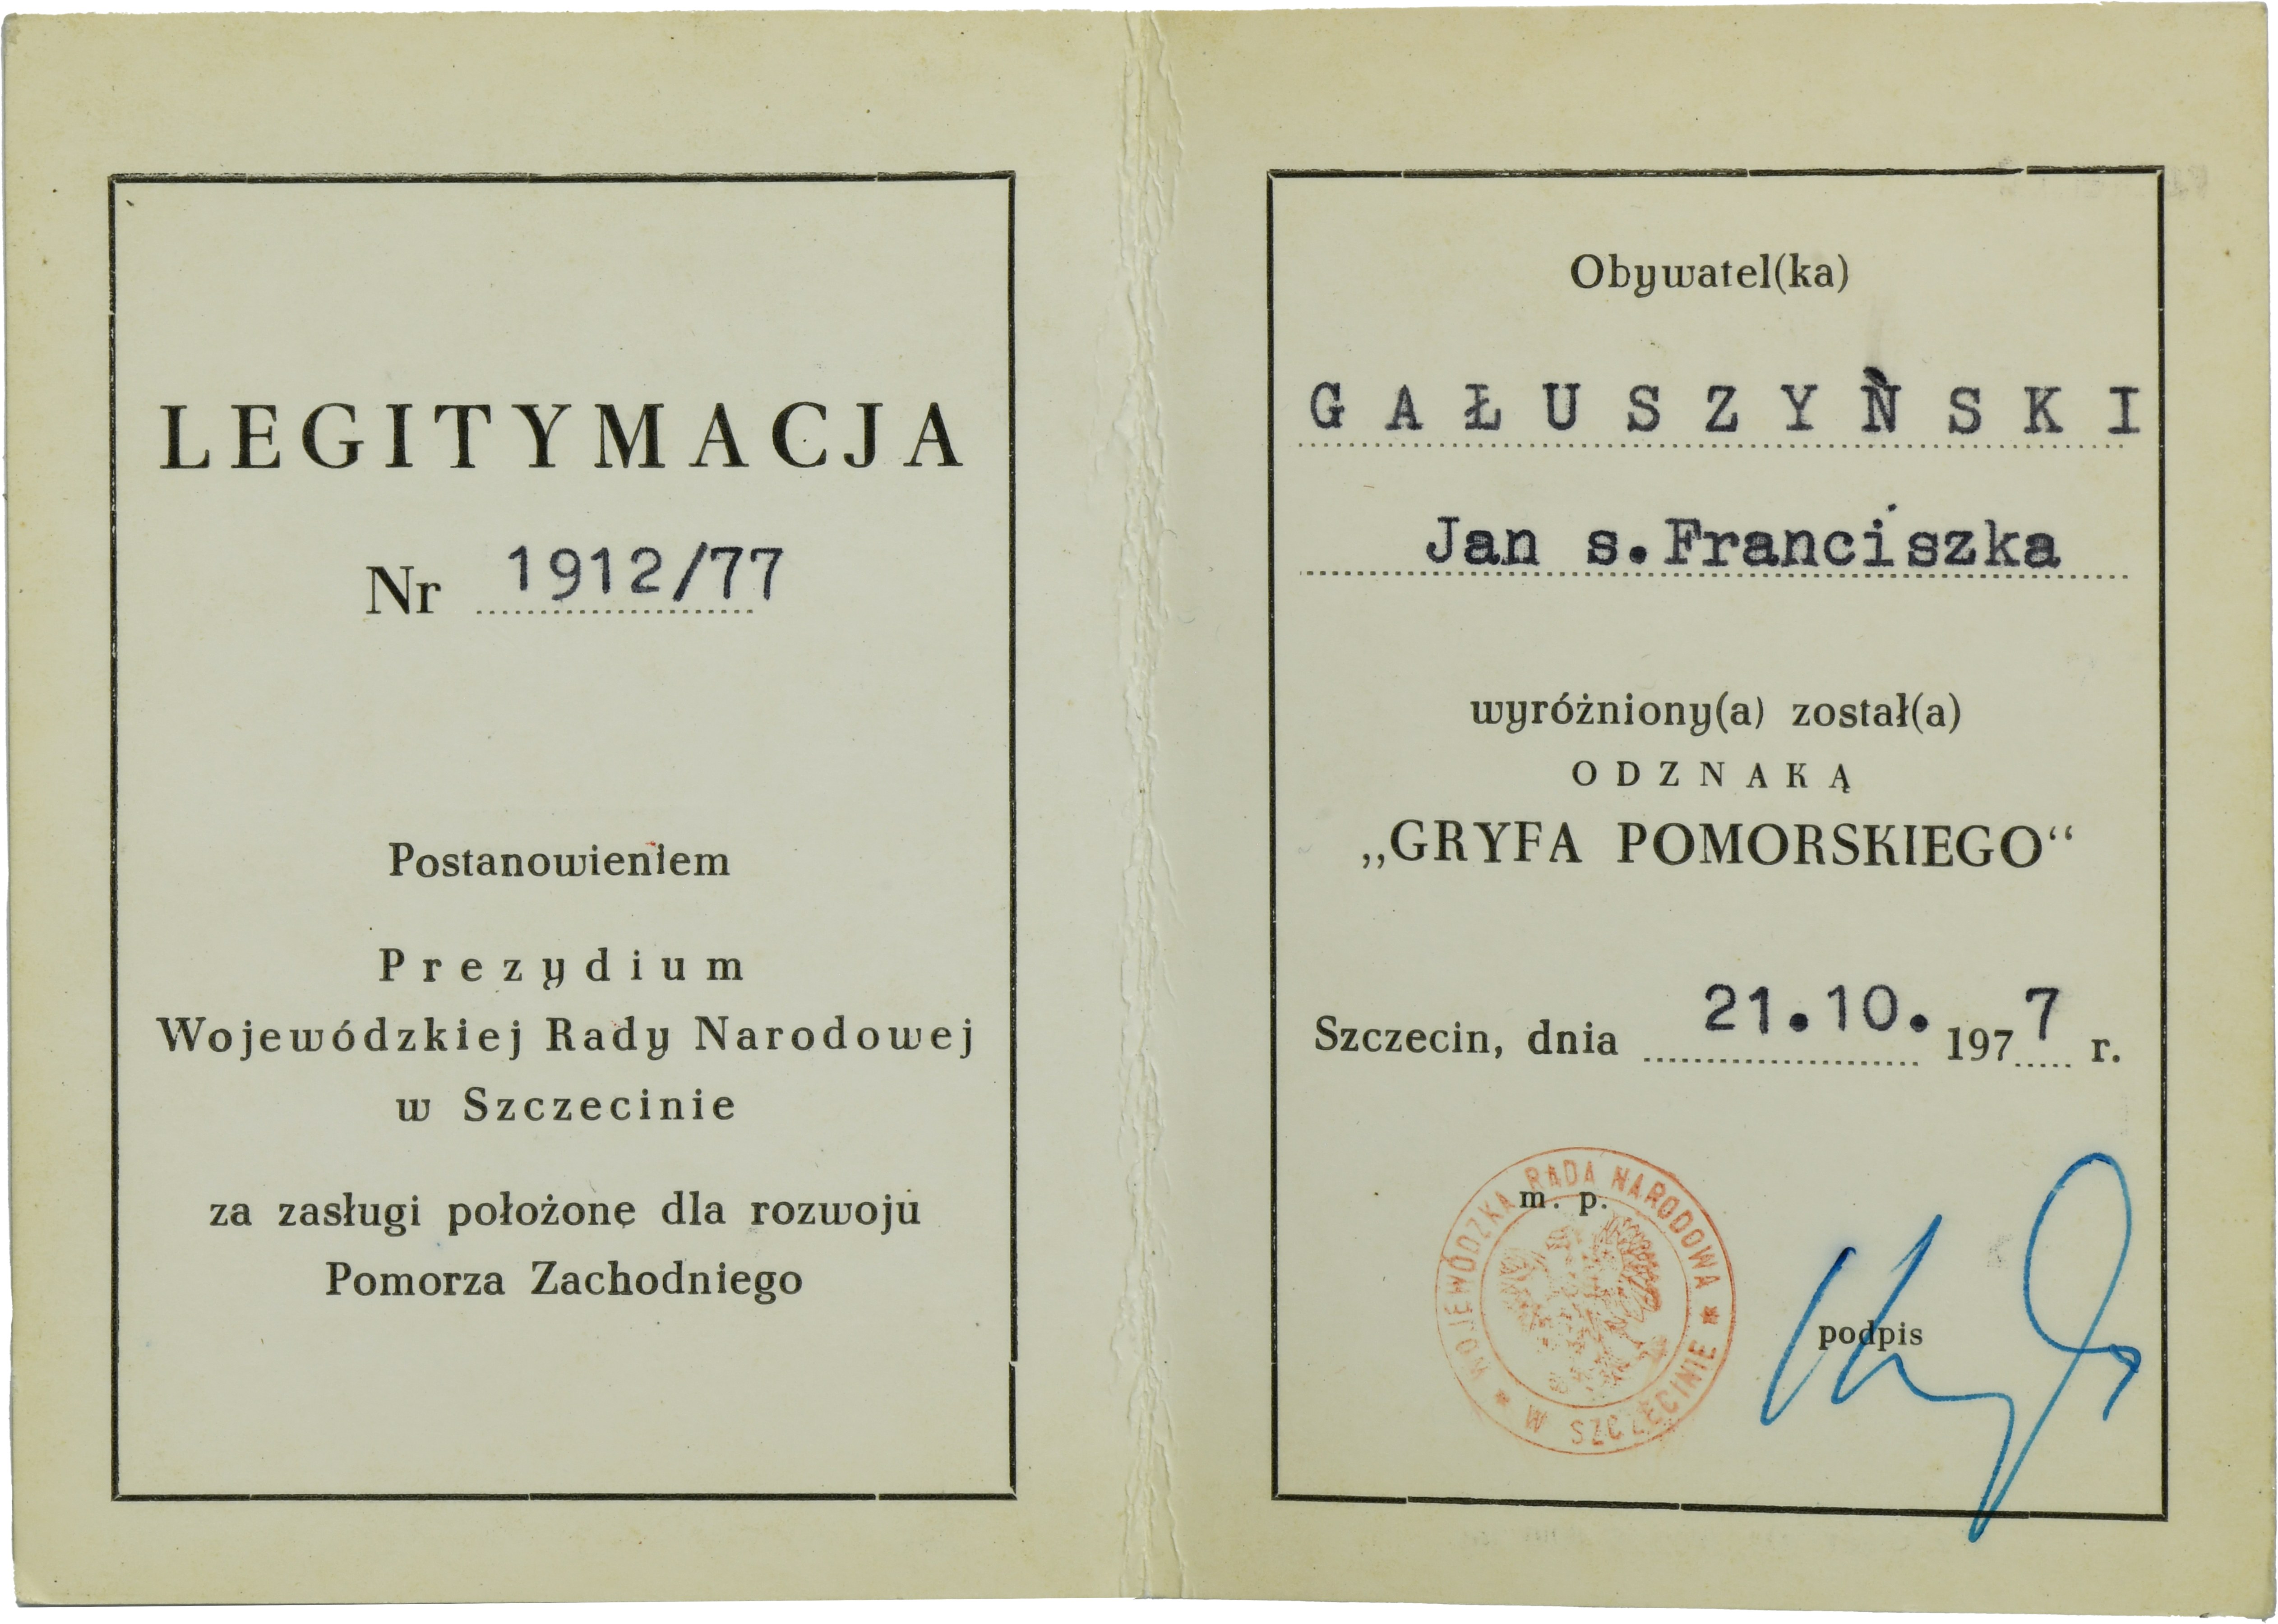 LEGITYMACJA
Nr 1912/77
Postanowieniem
Prezydium
Wojewódzkiej Rady Narodowej
w Szczecinie
za zasługi położone dla rozwoju
Pomorza Zachodniego
Obywatel(ka)
GAŁUSZYŃSKI
Jan s.Franciszka
wyróżniony(a) został(a)
ODZNAKĄ
„GRYFA POMORSKIEGO“
Szczecin, dnia 21.10. 1977 r.
m. p.
WOJEWÓDZKA RADA NARODOWA * W SZCZECINIE *
podpis